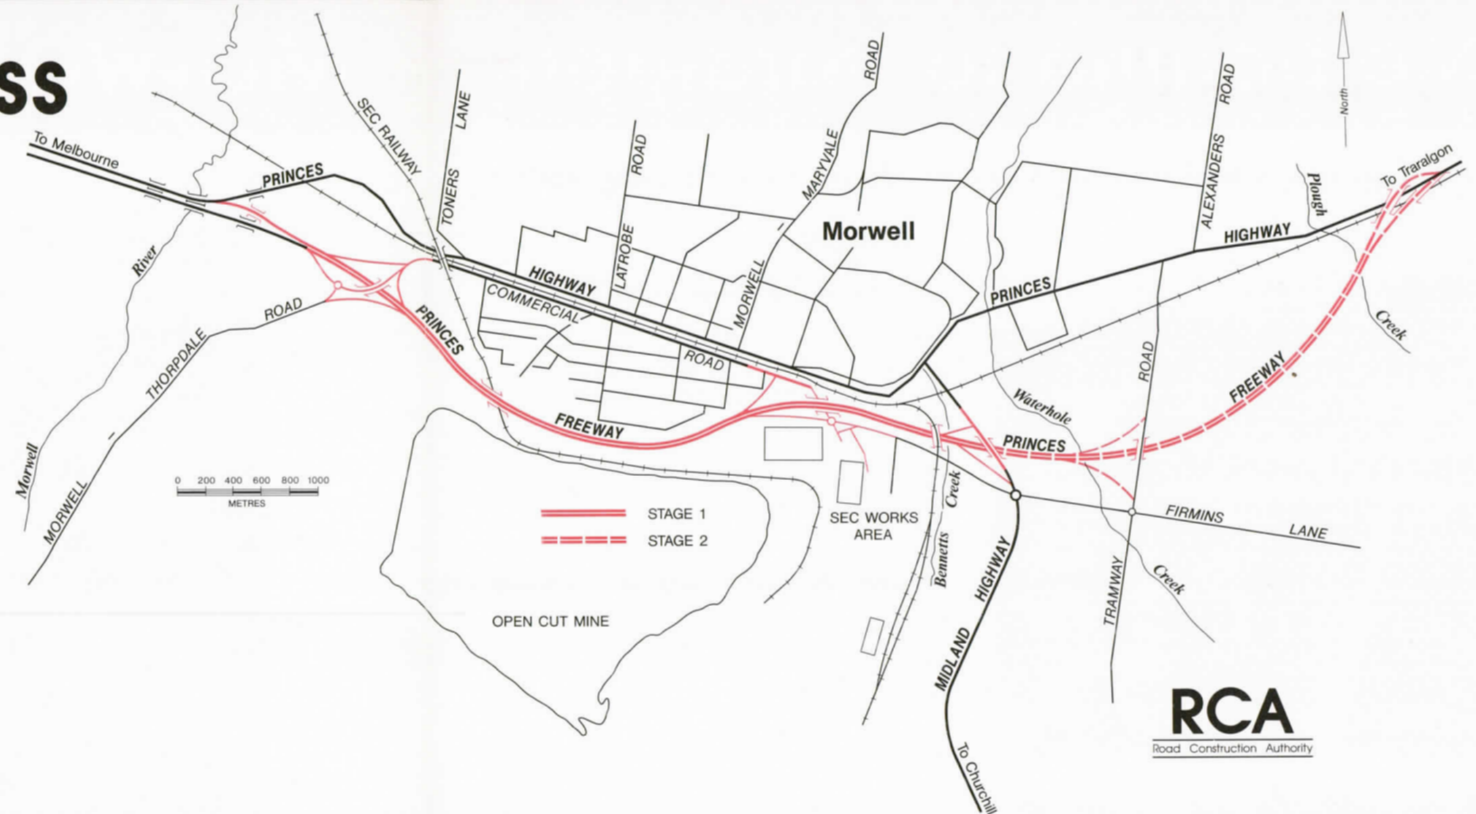 SS
To Melbourne
PRINCES
SEC RAILWAY
TONERS LANE
LATROBE ROAD
MARYVALE ROAD
MORWELL
Morwell
ALEXANDERS ROAD
North
Plough
Creek
To Traralgon
HIGHWAY
PRINCES
HIGHWAY
COMMERCIAL
ROAD
River
Morwell
THORPDALE
ROAD
MORWELL
PRINCES
FREEWAY
PRINCES
FREEWAY
ROAD
TRAMWAY
Waterhole
Creek
Creek
Bennetts
FIRMINS LANE
MIDLAND HIGHWAY
To Churchill
0 200 400 600 800 1000
METRES
STAGE 1
STAGE 2
SEC WORKS
AREA
OPEN CUT MINE
RCA
Road Construction Authority